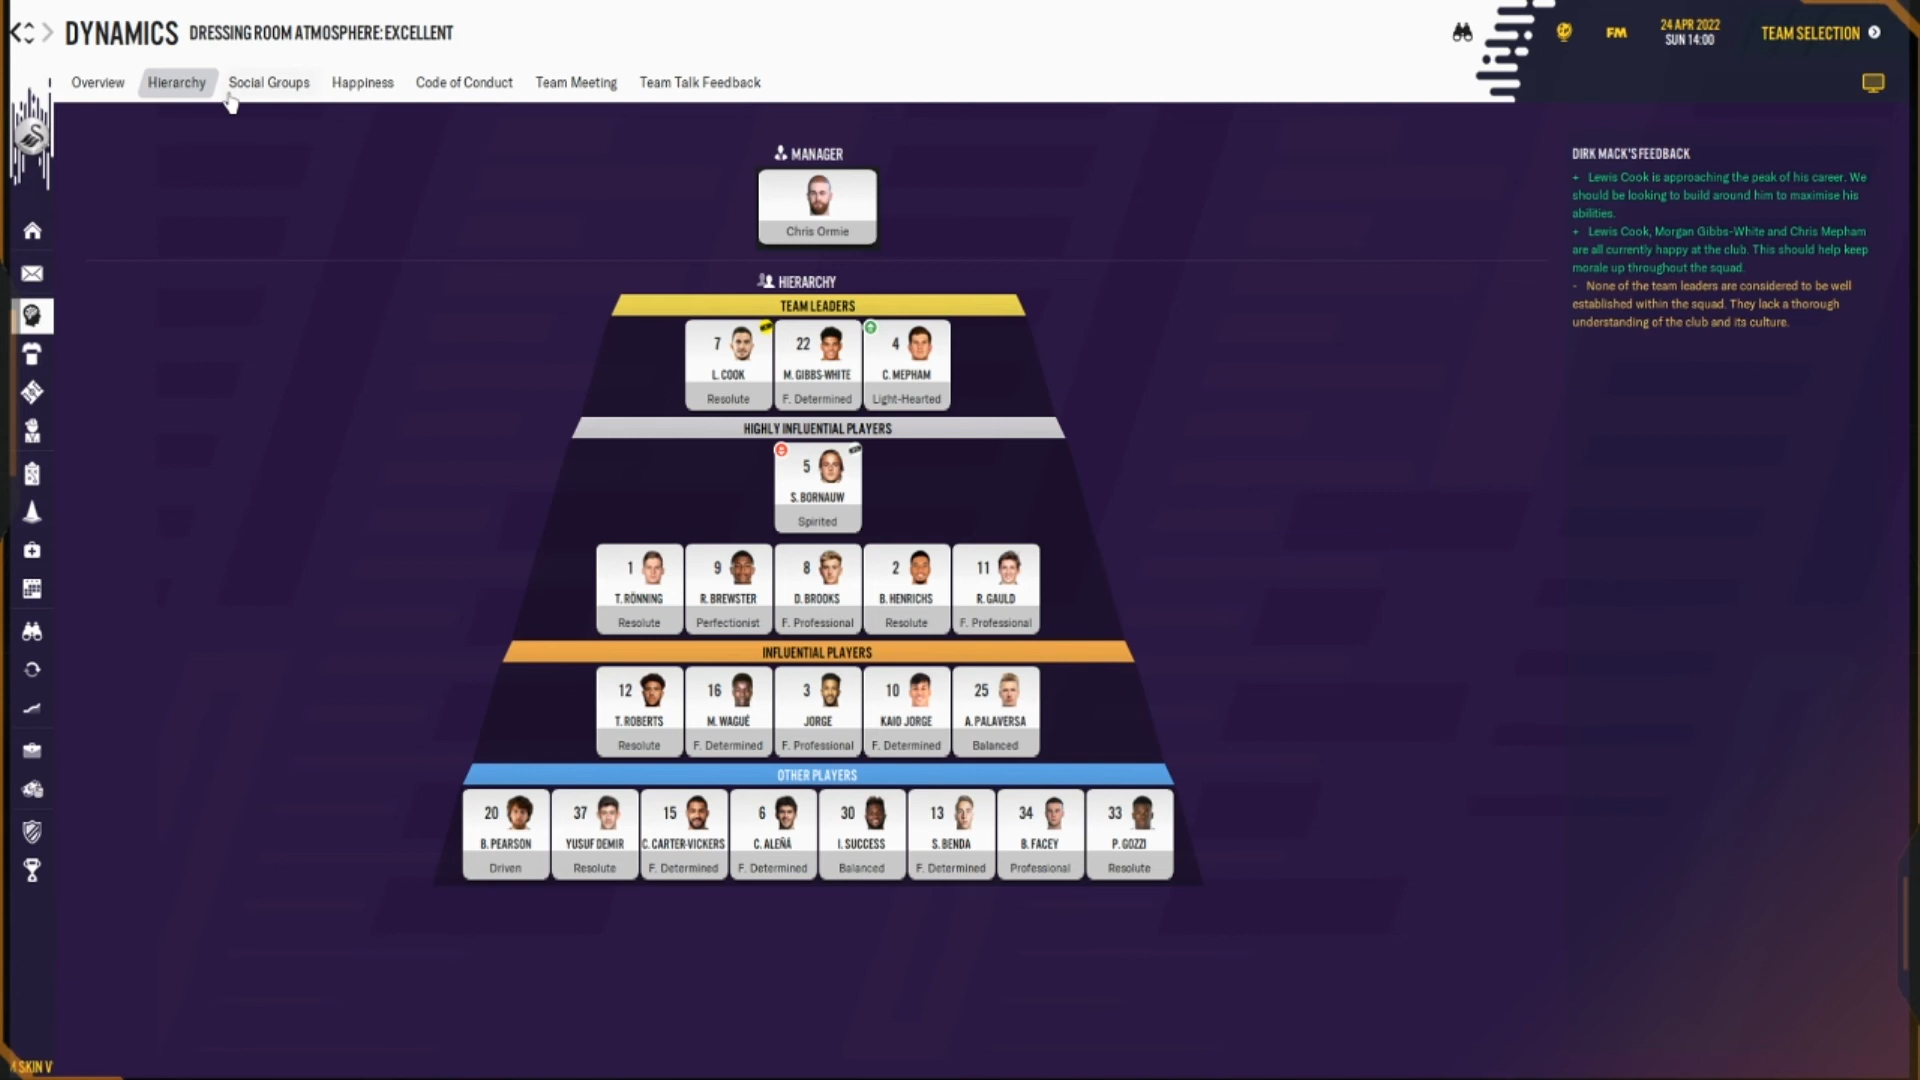 DYNAMICS DRESSING ROOM ATMOSPHERE: EXCELLENT
FM
24 APR 2022
SUN 14:00
TEAM SELECTION
Overview Hierarchy Social Groups Happiness Code of Conduct Team Meeting Team Talk Feedback
MANAGER
Chris Ormie
HIERARCHY
TEAM LEADERS
7 22 4
L. COOK M. GIBBS-WHITE C. MEPHAM
Resolute F. Determined Light-Hearted
HIGHLY INFLUENTIAL PLAYERS
5
S. BORNAUW
Spirited
1 9 8 2 11
T. RÖNNING R. BREWSTER D. BROOKS B. HENRICHS R. GAULD
Resolute Perfectionist F. Professional Resolute F. Professional
INFLUENTIAL PLAYERS
12 16 3 10 25
T. ROBERTS M. WAGUÉ JORGE KAIO JORGE A. PALAVERSA
Resolute F. Determined F. Professional F. Determined Balanced
OTHER PLAYERS
20 37 15 6 30 13 34 33
B. PEARSON YUSUF DEMIR C. CARTER-VICKERS C. ALEÑÁ I. SUCCESS S. BENDA B. FACEY P. GOZZI
Driven Resolute F. Determined F. Determined Balanced F. Determined Professional Resolute
DIRK MACK'S FEEDBACK
+ Lewis Cook is approaching the peak of his career. We
should be looking to build around him to maximise his
abilities.
+ Lewis Cook, Morgan Gibbs-White and Chris Mepham
are all currently happy at the club. This should help keep
morale up throughout the squad.
- None of the team leaders are considered to be well
established within the squad. They lack a thorough
understanding of the club and its culture.
SKIN V